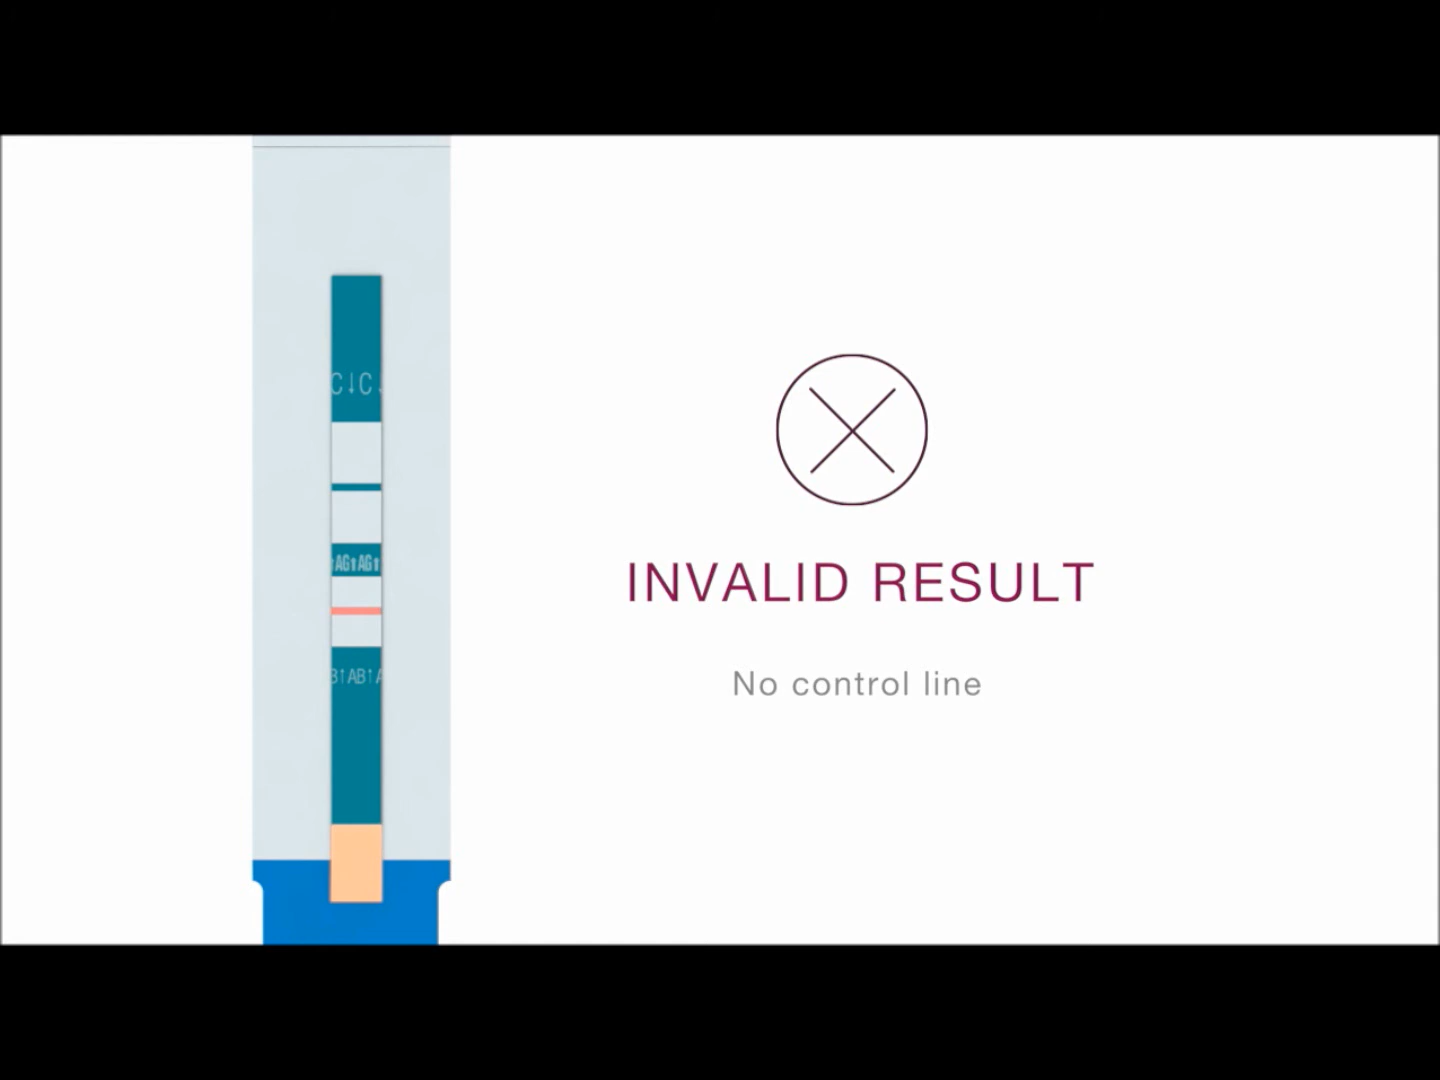 C↓C↓
↑AG↑AG↑
B↑AB↑A
INVALID RESULT
No control line